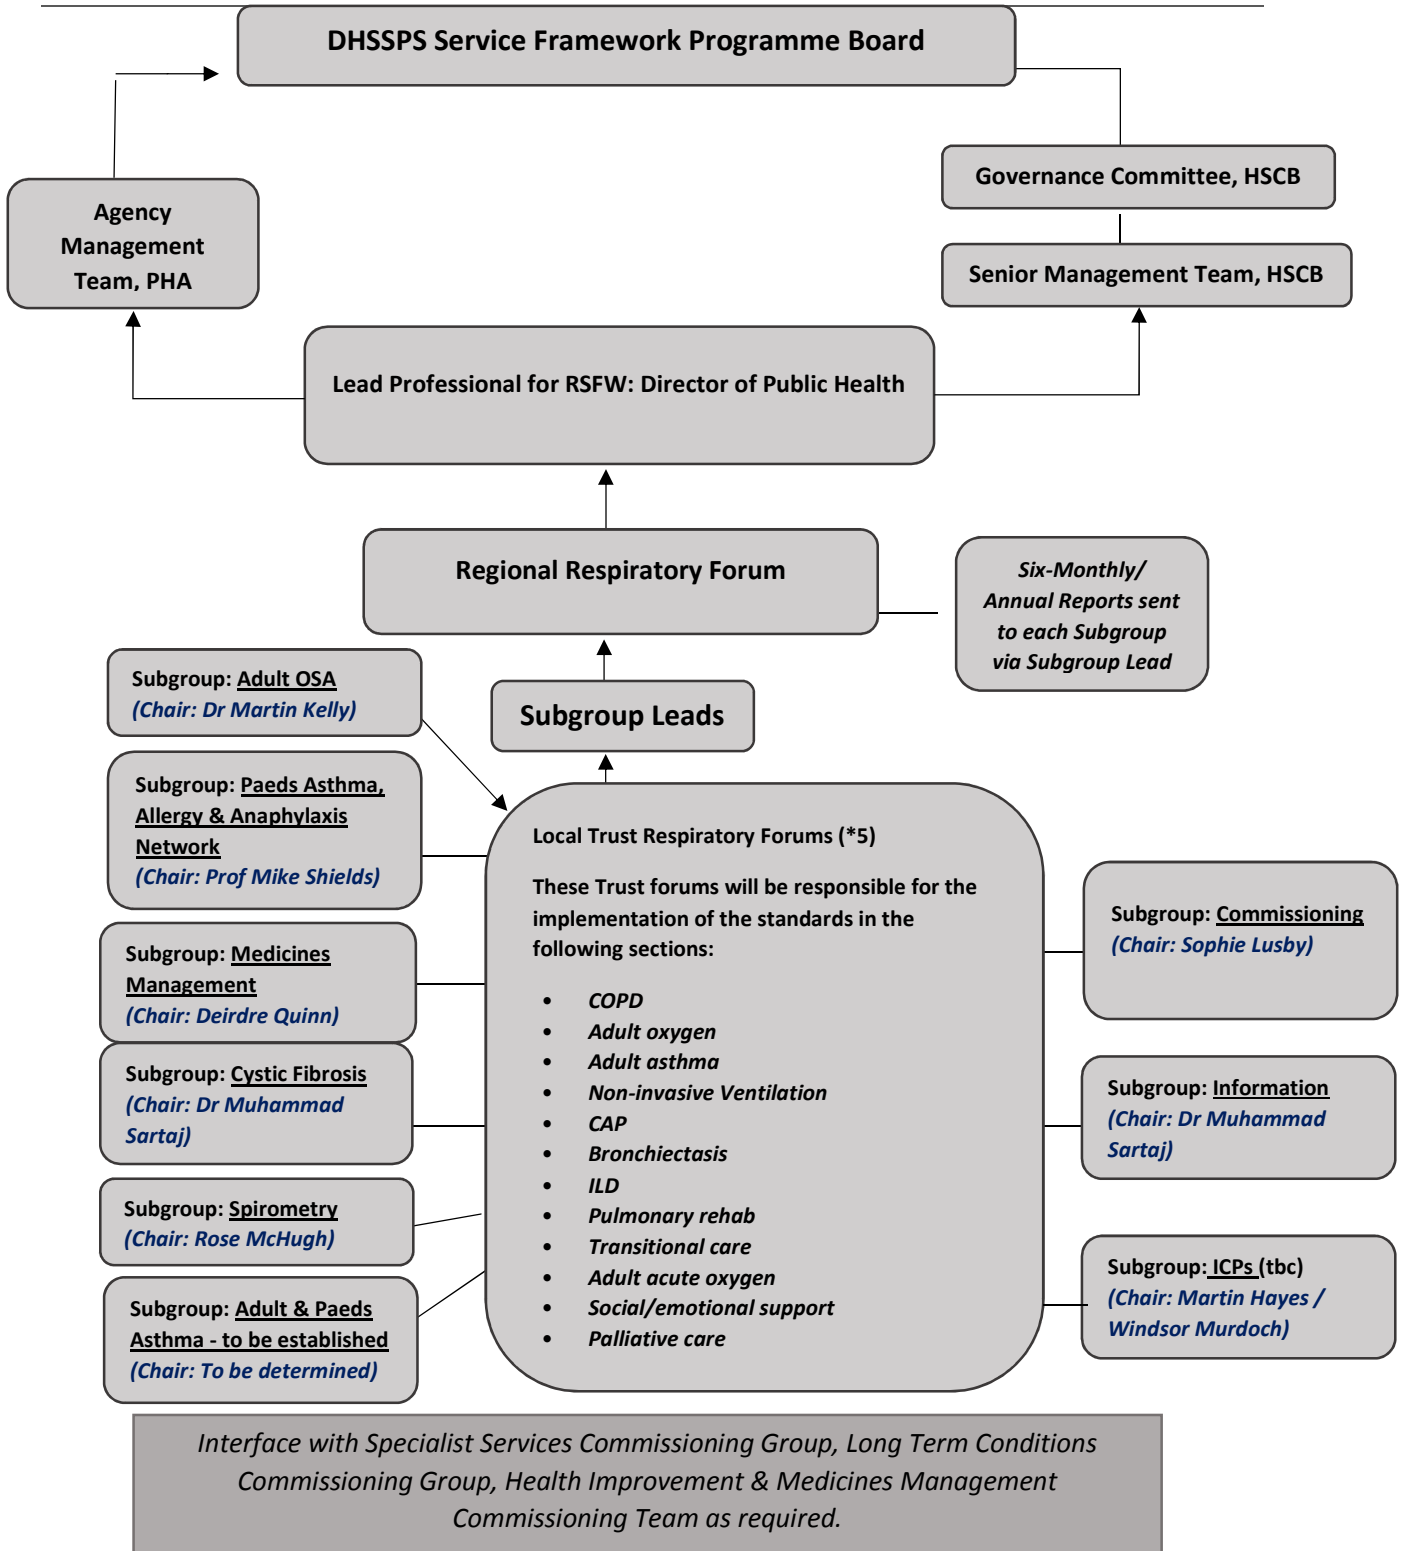 DHSSPS Service Framework Programme Board
Governance Committee, HSCB
Agency
Management
Team, PHA
Senior Management Team, HSCB
Lead Professional for RSFW: Director of Public Health
Regional Respiratory Forum
Six-Monthly/
Annual Reports sent
to each Subgroup
via Subgroup Lead
Subgroup Leads
Subgroup: Adult OSA
(Chair: Dr Martin Kelly)
Subgroup: Paeds Asthma,
Allergy & Anaphylaxis
Network
(Chair: Prof Mike Shields)
Subgroup: Medicines
Management
(Chair: Deirdre Quinn)
Subgroup: Cystic Fibrosis
(Chair: Dr Muhammad
Sartaj)
Subgroup: Spirometry
(Chair: Rose McHugh)
Subgroup: Adult & Paeds
Asthma - to be established
(Chair: To be determined)
Local Trust Respiratory Forums (*5)
These Trust forums will be responsible for the
implementation of the standards in the
following sections:
• COPD
• Adult oxygen
• Adult asthma
• Non-invasive Ventilation
• CAP
• Bronchiectasis
• ILD
• Pulmonary rehab
• Transitional care
• Adult acute oxygen
• Social/emotional support
• Palliative care
Subgroup: Commissioning
(Chair: Sophie Lusby)
Subgroup: Information
(Chair: Dr Muhammad
Sartaj)
Subgroup: ICPs (tbc)
(Chair: Martin Hayes /
Windsor Murdoch)
Interface with Specialist Services Commissioning Group, Long Term Conditions
Commissioning Group, Health Improvement & Medicines Management
Commissioning Team as required.